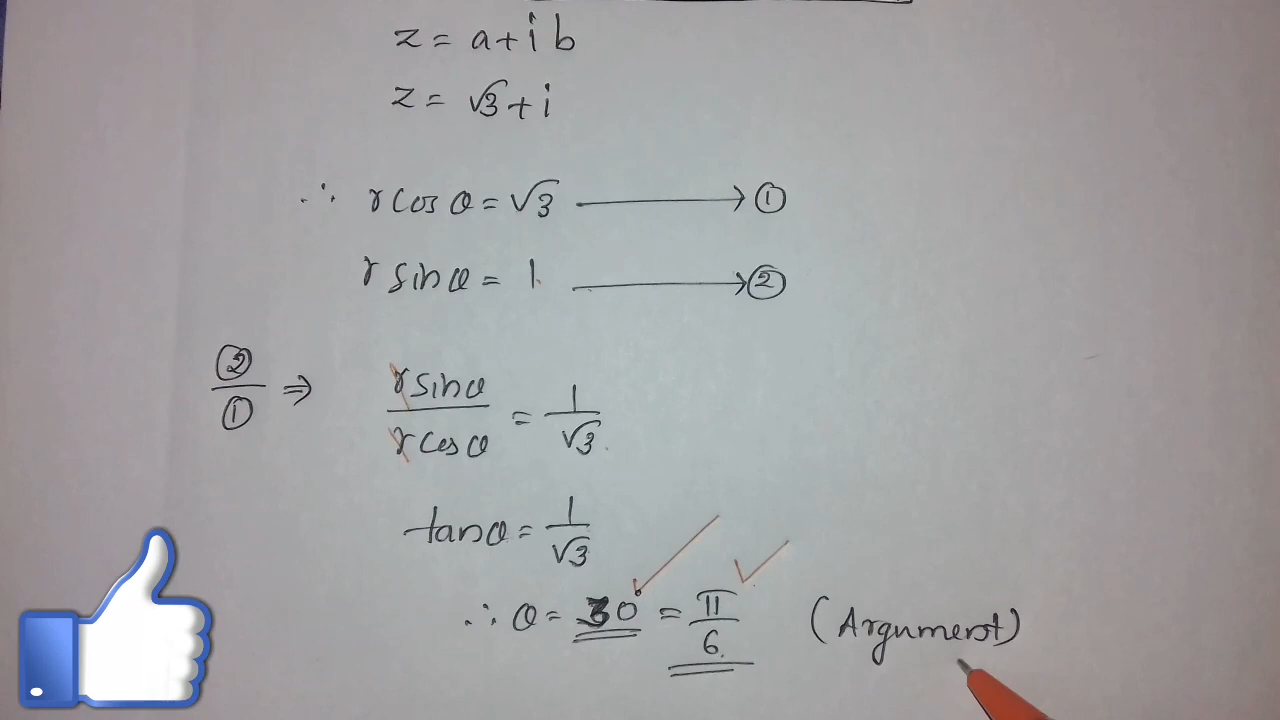 z = a + i b
z = √3 + i
∴ r cos θ = √3 ⟶ ①
r sin θ = 1 ⟶ ②
②/① ⇒ r sin θ / r cos θ = 1/√3
tan θ = 1/√3
∴ θ = 30° = π/6 (Argument)